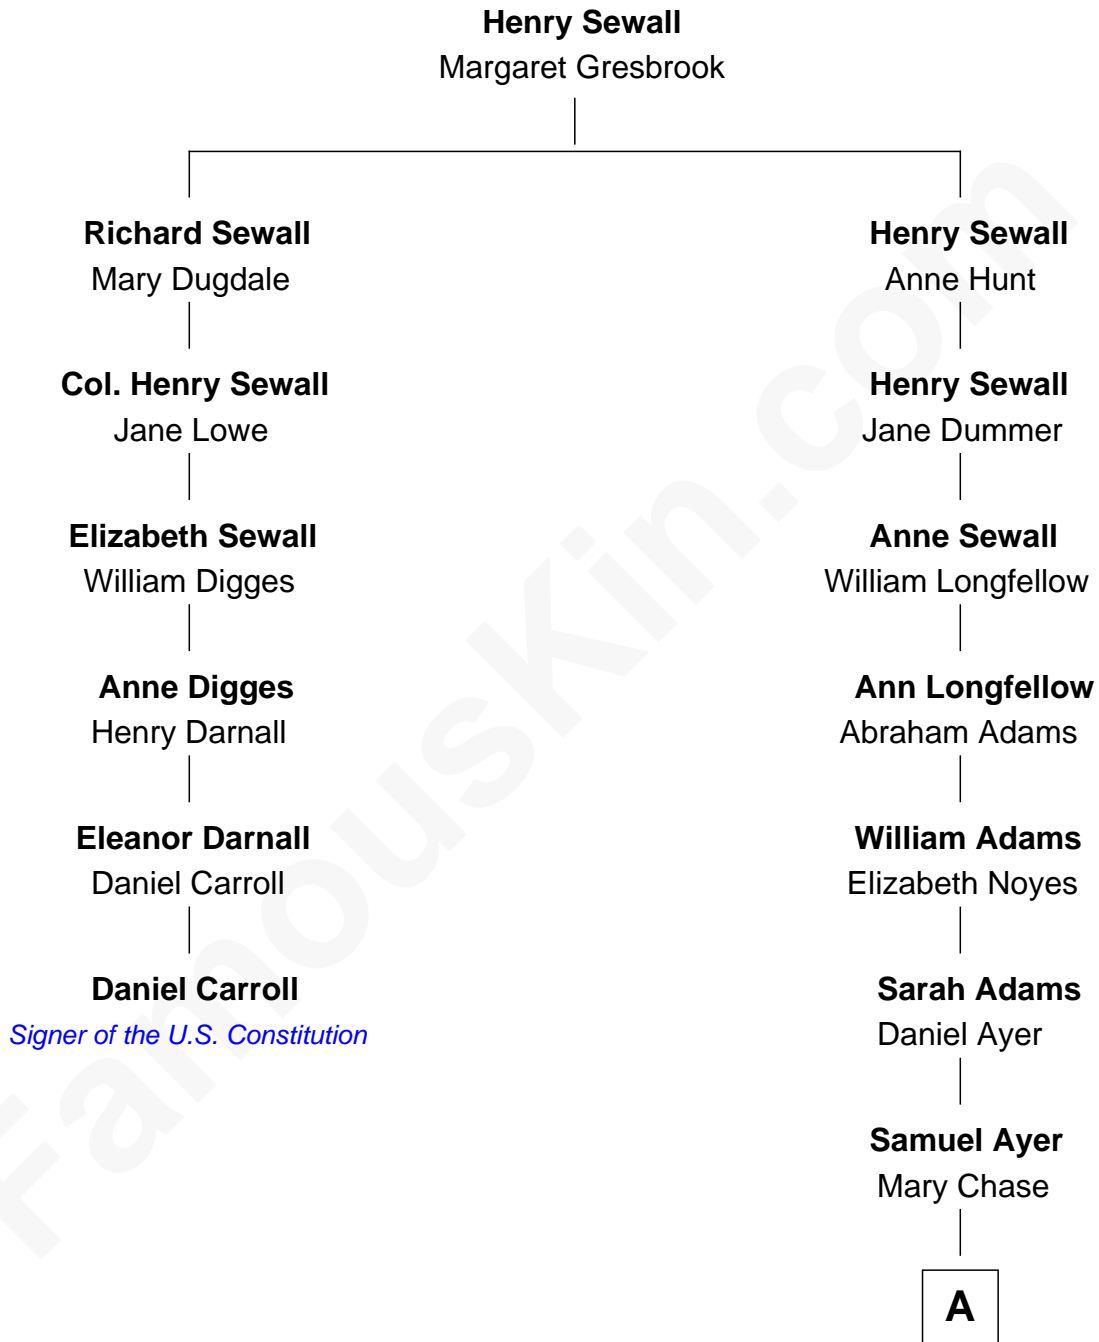 Henry Sewall
Margaret Gresbrook
Richard Sewall
Mary Dugdale
Henry Sewall
Anne Hunt
Col. Henry Sewall
Jane Lowe
Henry Sewall
Jane Dummer
Elizabeth Sewall
William Digges
Anne Sewall
William Longfellow
Anne Digges
Henry Darnall
Ann Longfellow
Abraham Adams
Eleanor Darnall
Daniel Carroll
William Adams
Elizabeth Noyes
Daniel Carroll
Signer of the U.S. Constitution
Sarah Adams
Daniel Ayer
Samuel Ayer
Mary Chase
A
FamousKin.com